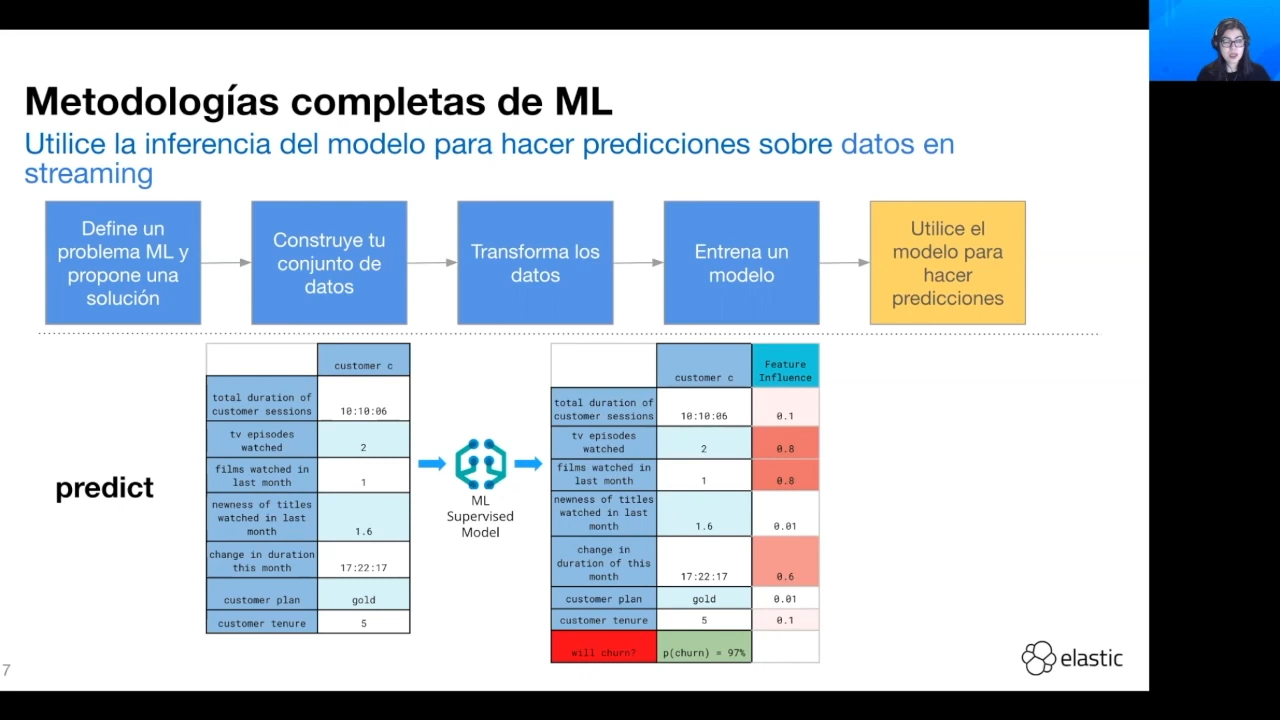 Metodologías completas de ML
Utilice la inferencia del modelo para hacer predicciones sobre datos en
streaming
Define un
problema ML y
propone una
solución
Construye tu
conjunto de
datos
Transforma los
datos
Entrena un
modelo
Utilice el
modelo para
hacer
predicciones
predict
customer c
total duration of
customer sessions
10:10:06
tv episodes
watched
2
films watched in
last month
1
newness of titles
watched in last
month
1.6
change in duration
this month
17:22:17
customer plan
gold
customer tenure
5
ML
Supervised
Model
customer c
Feature
Influence
total duration of
customer sessions
10:10:06
0.1
tv episodes
watched
2
0.8
films watched in
last month
1
0.8
newness of titles
watched in last
month
1.6
0.01
change in
duration of this
month
17:22:17
0.6
customer plan
gold
0.01
customer tenure
5
0.1
will churn?
p(churn) = 97%
7
elastic